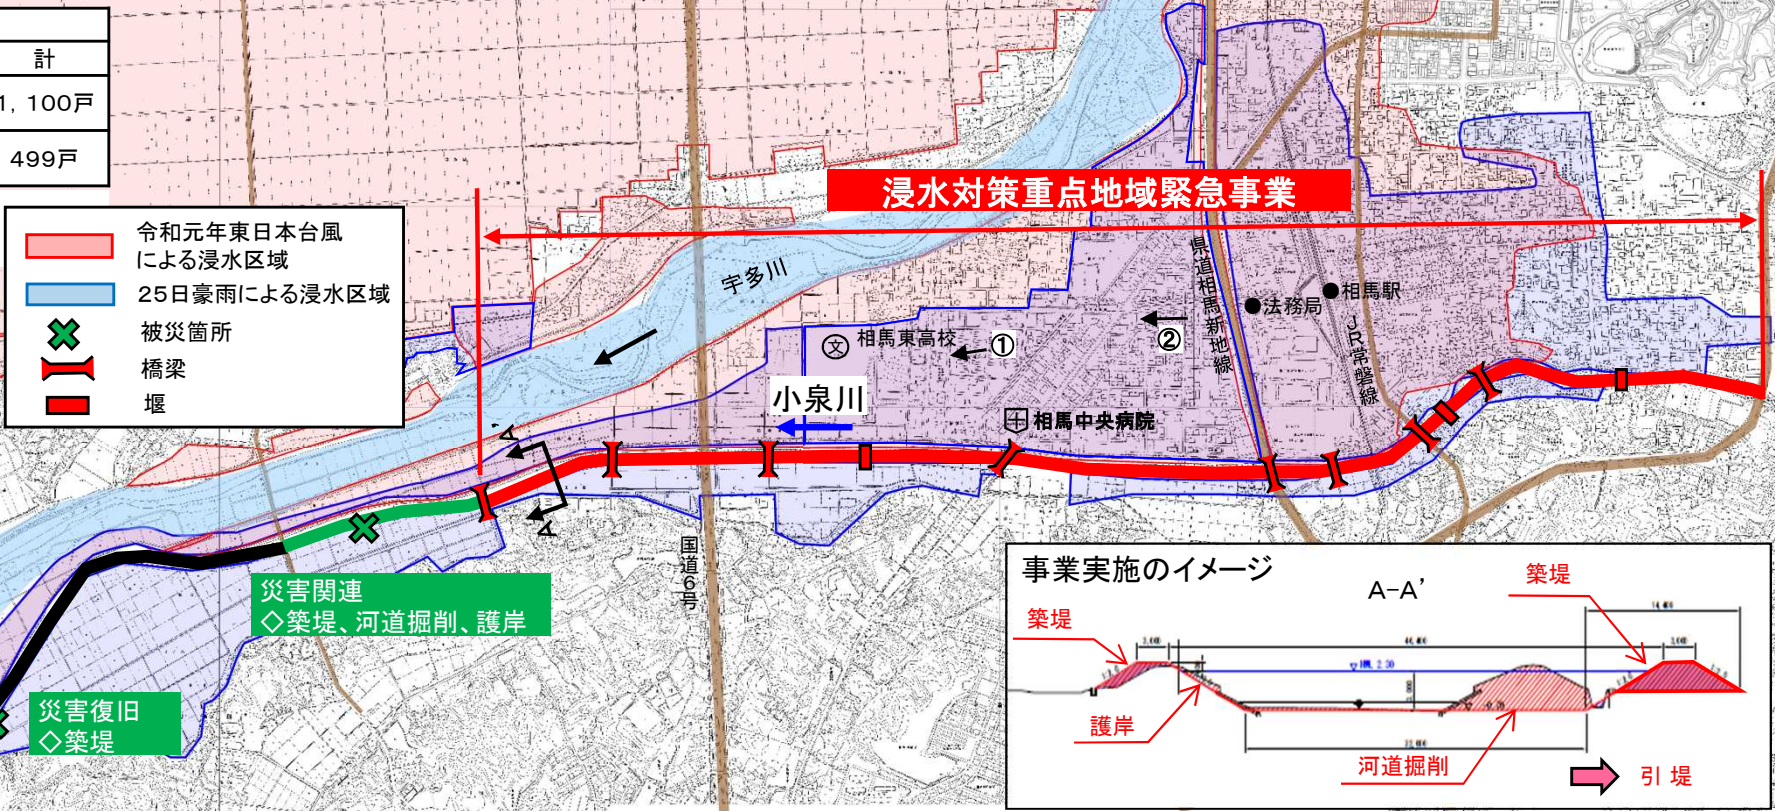 計
1, 100戸
499戸
令和元年東日本台風
による浸水区域
25日豪雨による浸水区域
被災箇所
橋梁
堰
浸水対策重点地域緊急事業
宇多川
県道相馬新地線
法務局
相馬駅
JR常磐線
文
相馬東高校
①
②
小泉川
相馬中央病院
A
A
国道6号
災害関連
◇築堤、河道掘削、護岸
災害復旧
◇築堤
事業実施のイメージ
A-A’
築堤
築堤
護岸
河道掘削
引 堤